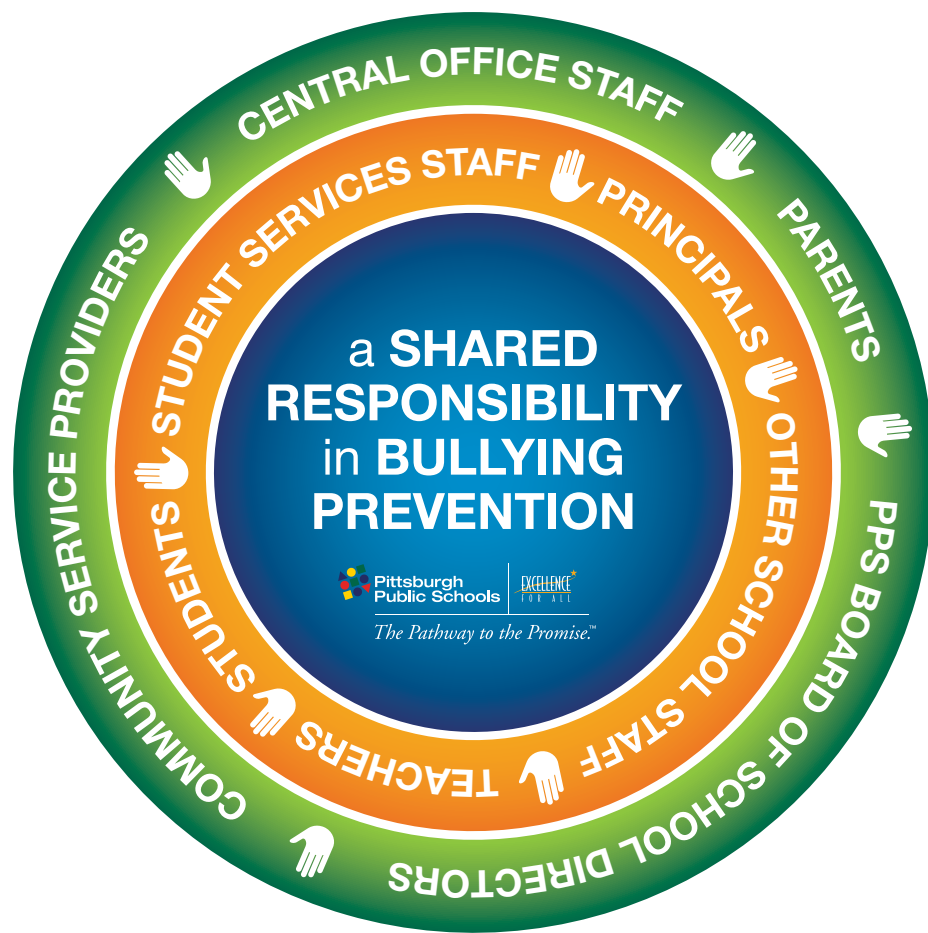 CENTRAL OFFICE STAFF
PARENTS
PPS BOARD OF SCHOOL DIRECTORS
COMMUNITY SERVICE PROVIDERS
STUDENT SERVICES STAFF
PRINCIPALS
OTHER SCHOOL STAFF
TEACHERS
STUDENTS
a SHARED
RESPONSIBILITY
in BULLYING
PREVENTION
Pittsburgh
Public Schools
EXCELLENCE
FOR ALL
The Pathway to the Promise.™